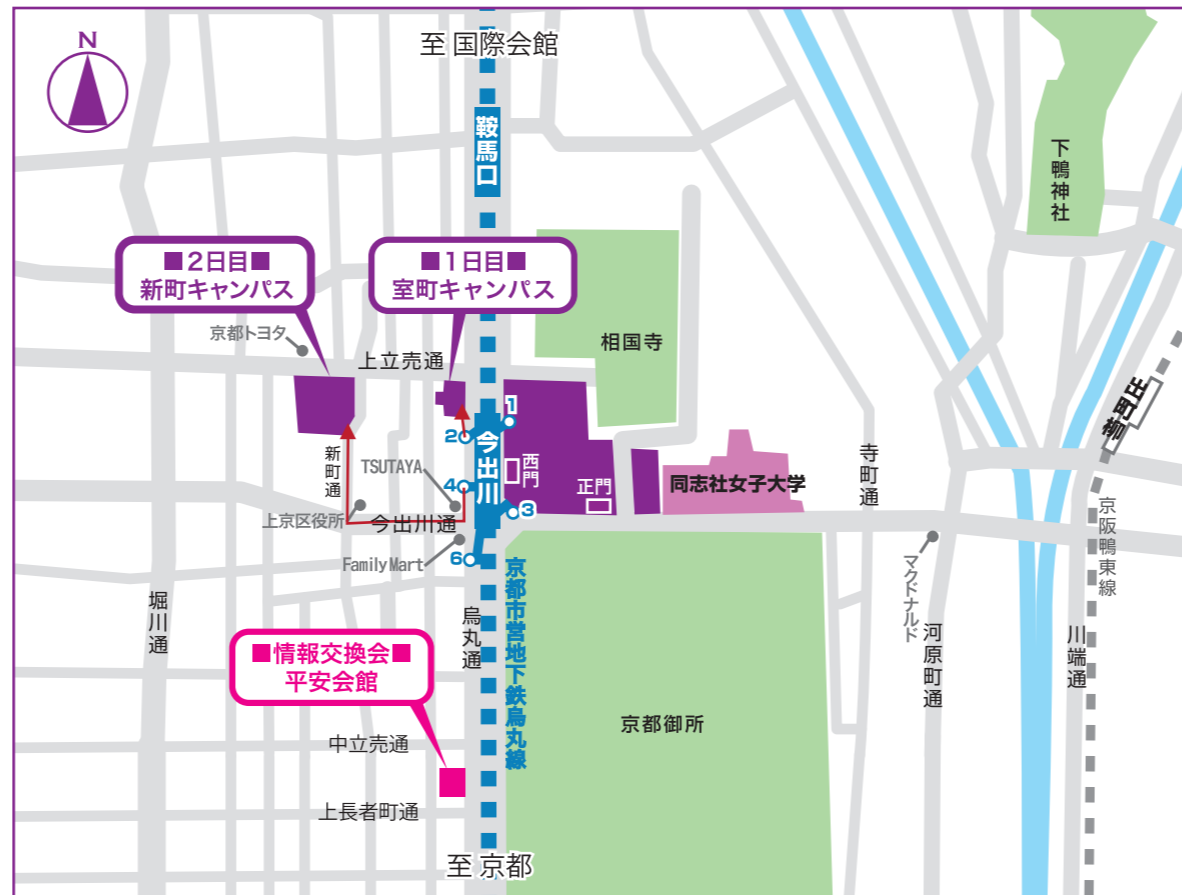 N
至 国際会館
鞍馬口
下鴨神社
■2日目■
新町キャンパス
■1日目■
室町キャンパス
京都トヨタ
上立売通
相国寺
出町柳
1
2
今出川
西門
新町通
TSUTAYA
4
正門
同志社女子大学
寺町通
3
上京区役所
今出川通
京阪鴨東線
Family Mart
6
マクドナルド
京都市営地下鉄烏丸線
堀川通
烏丸通
河原町通
川端通
■情報交換会■
平安会館
京都御所
中立売通
上長者町通
至 京都